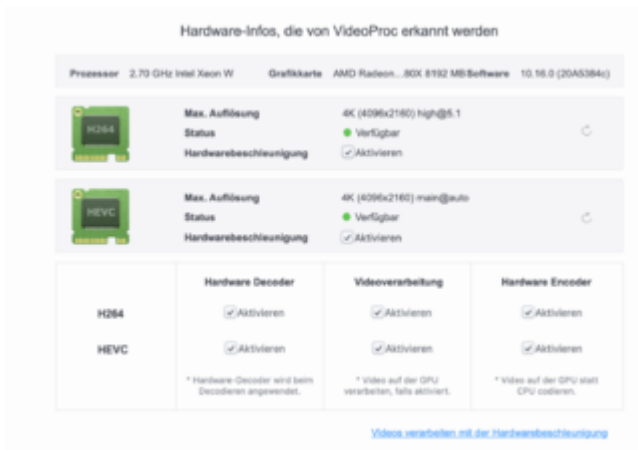 Hardware-Infos, die von VideoProc erkannt werden
Prozessor 2.70 GHz Intel Xeon W Grafikkarte AMD Radeon...80X 8192 MB Software 10.16.0 (20A5384c)
H264
Max. Auflösung 4K (4096x2160) high@5.1
Status Verfügbar
Hardwarebeschleunigung Aktivieren
HEVC
Max. Auflösung 4K (4096x2160) main@auto
Status Verfügbar
Hardwarebeschleunigung Aktivieren
Hardware Decoder Videoverarbeitung Hardware Encoder
H264 Aktivieren Aktivieren Aktivieren
HEVC Aktivieren Aktivieren Aktivieren
* Hardware-Decoder wird beim * Video auf der GPU * Video auf der GPU statt
Decodieren angewendet. verarbeiten, falls aktiviert. CPU codieren.
Videos verarbeiten mit der Hardwarebeschleunigung